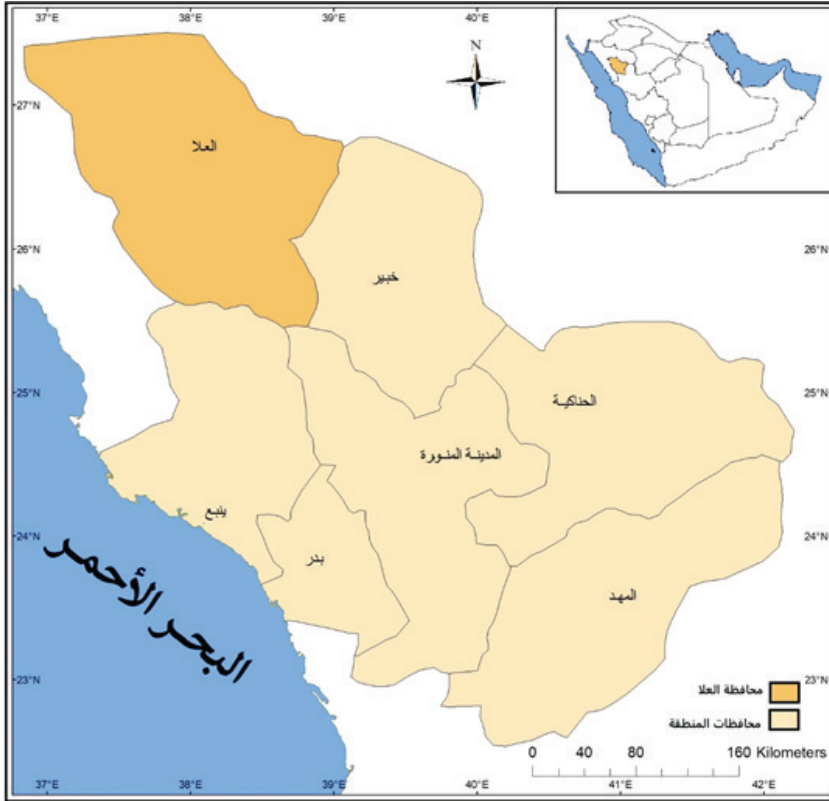 37°E 38°E 39°E 40°E
N
27°N
العلا
26°N 26°N
خيبر
25°N 25°N
الحناكية
المدينة المنورة
ينبع
24°N 24°N
بدر
البحر الأحمر
المهد
23°N 23°N
محافظة العلا
محافظات المنطقة
0 40 80 160 Kilometers
37°E 38°E 39°E 40°E 41°E 42°E